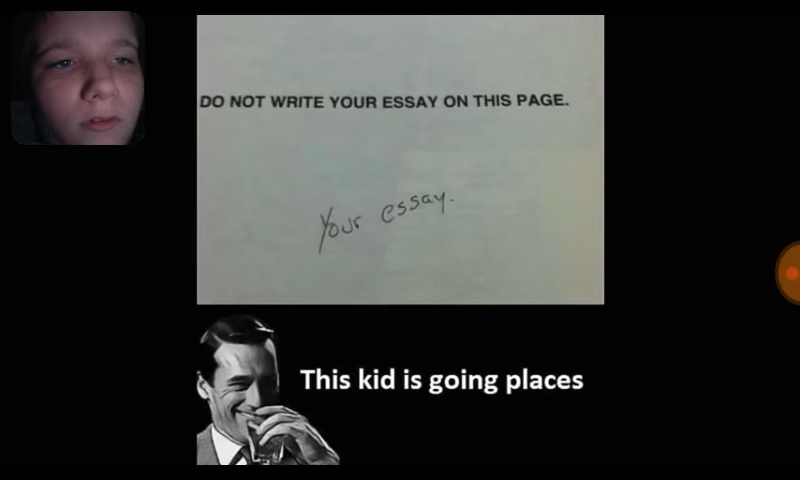 DO NOT WRITE YOUR ESSAY ON THIS PAGE.
Your essay.
This kid is going places